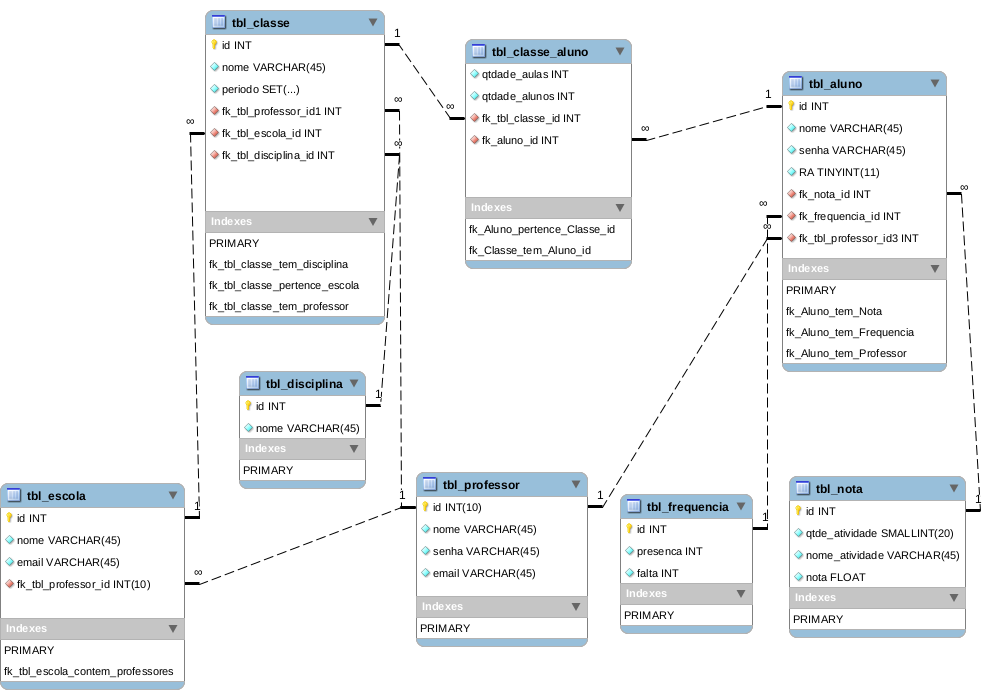 tbl_classe
id INT
nome VARCHAR(45)
periodo SET(...)
fk_tbl_professor_id1 INT
fk_tbl_escola_id INT
fk_tbl_disciplina_id INT
Indexes
PRIMARY
fk_tbl_classe_tem_disciplina
fk_tbl_classe_pertence_escola
fk_tbl_classe_tem_professor
1
∞
∞
∞
∞
tbl_classe_aluno
qtdade_aulas INT
qtdade_alunos INT
fk_tbl_classe_id INT
fk_aluno_id INT
Indexes
fk_Aluno_pertence_Classe_id
fk_Classe_tem_Aluno_id
∞
1
tbl_aluno
id INT
nome VARCHAR(45)
senha VARCHAR(45)
RA TINYINT(11)
fk_nota_id INT
fk_frequencia_id INT
fk_tbl_professor_id3 INT
Indexes
PRIMARY
fk_Aluno_tem_Nota
fk_Aluno_tem_Frequencia
fk_Aluno_tem_Professor
∞
∞
∞
tbl_disciplina
id INT
nome VARCHAR(45)
Indexes
PRIMARY
1
tbl_escola
id INT
nome VARCHAR(45)
email VARCHAR(45)
fk_tbl_professor_id INT(10)
Indexes
PRIMARY
fk_tbl_escola_contem_professores
1
∞
tbl_professor
id INT(10)
nome VARCHAR(45)
senha VARCHAR(45)
email VARCHAR(45)
Indexes
PRIMARY
1
1
tbl_frequencia
id INT
presenca INT
falta INT
Indexes
PRIMARY
1
tbl_nota
id INT
qtde_atividade SMALLINT(20)
nome_atividade VARCHAR(45)
nota FLOAT
Indexes
PRIMARY
1